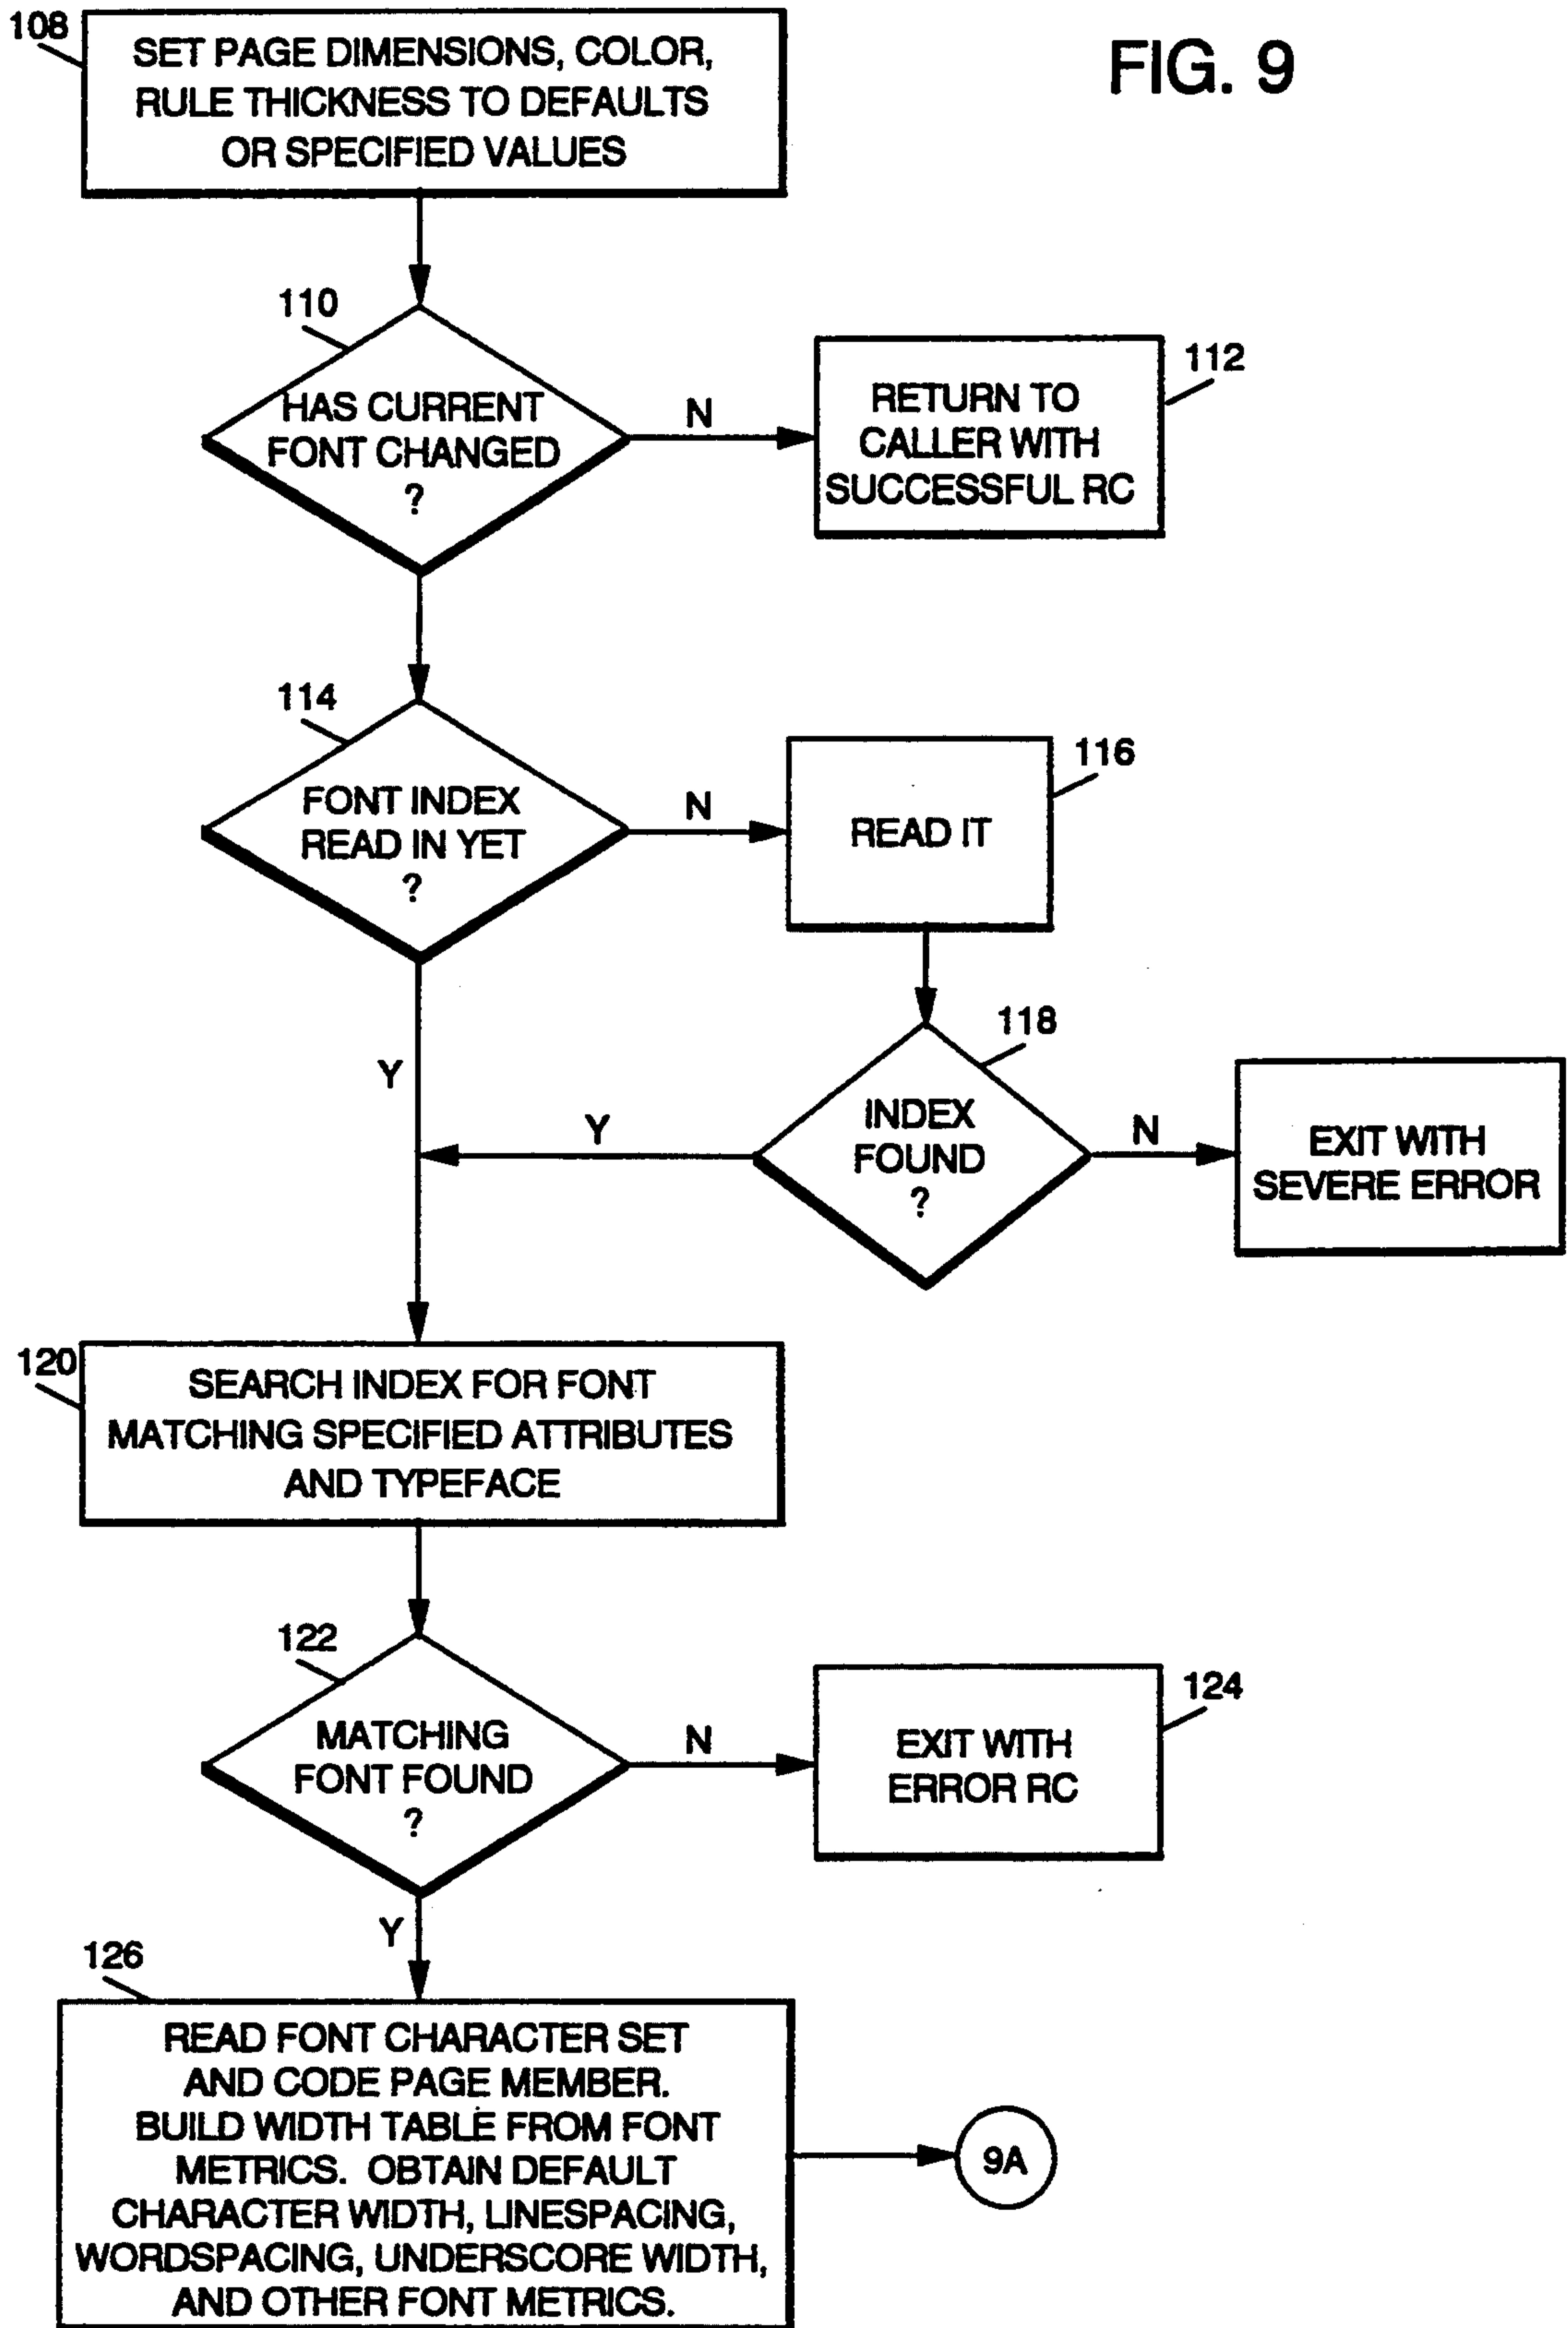 FIG. 9
108
SET PAGE DIMENSIONS, COLOR,
RULE THICKNESS TO DEFAULTS
OR SPECIFIED VALUES
110
HAS CURRENT
FONT CHANGED
?
N
112
RETURN TO
CALLER WITH
SUCCESSFUL RC
114
FONT INDEX
READ IN YET
?
N
116
READ IT
Y
118
INDEX
FOUND
?
Y
N
EXIT WITH
SEVERE ERROR
120
SEARCH INDEX FOR FONT
MATCHING SPECIFIED ATTRIBUTES
AND TYPEFACE
122
MATCHING
FONT FOUND
?
N
124
EXIT WITH
ERROR RC
Y
126
READ FONT CHARACTER SET
AND CODE PAGE MEMBER.
BUILD WIDTH TABLE FROM FONT
METRICS. OBTAIN DEFAULT
CHARACTER WIDTH, LINESPACING,
WORDSPACING, UNDERSCORE WIDTH,
AND OTHER FONT METRICS.
9A